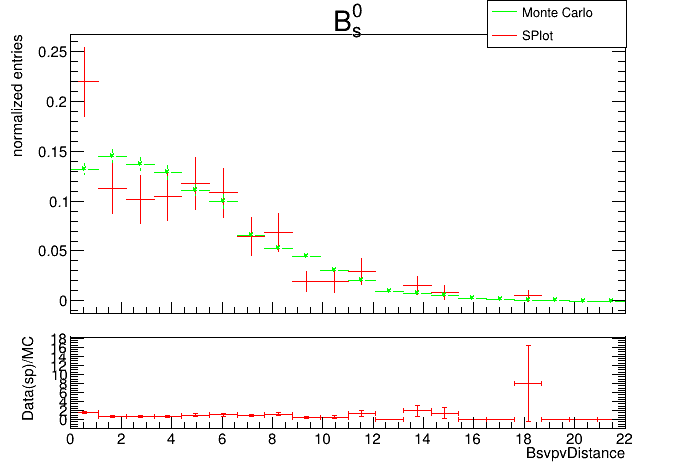 B⁰ₛ
Monte Carlo
SPlot
normalized entries
0.25
0.2
0.15
0.1
0.05
0
Data(sp)/MC
18
16
14
12
10
8
6
4
2
0
0 2 4 6 8 10 12 14 16 18 20 22
BsvpvDistance